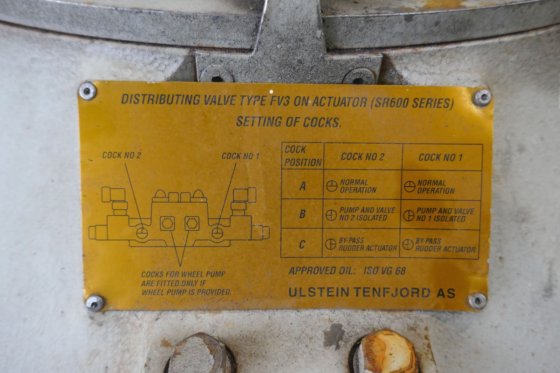 DISTRIBUTING VALVE TYPE FV3 ON ACTUATOR (SR600 SERIES)
SETTING OF COCKS.
COCK NO 2
COCK NO 1
COCKS FOR WHEEL PUMP
ARE FITTED ONLY IF
WHEEL PUMP IS PROVIDED.
COCK POSITION COCK NO 2 COCK NO 1
A NORMAL OPERATION NORMAL OPERATION
B PUMP AND VALVE NO 2 ISOLATED PUMP AND VALVE NO 1 ISOLATED
C BY-PASS RUDDER ACTUATOR BY-PASS RUDDER ACTUATOR
APPROVED OIL: ISO VG 68
ULSTEIN TENFJORD AS